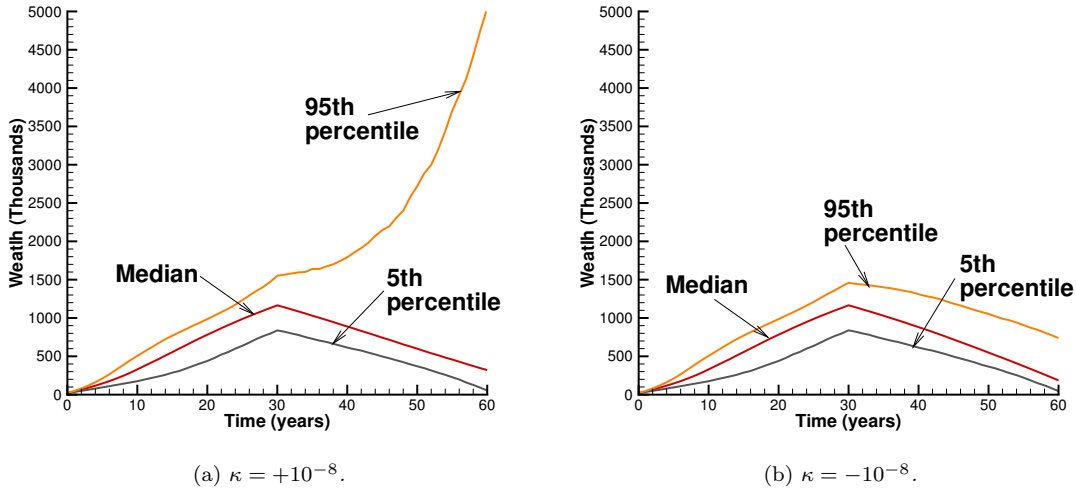 5000
4500
4000
3500
3000
2500
2000
1500
1000
500
0
Weatlh (Thousands)
95th
percentile
Median
5th
percentile
0 10 20 30 40 50 60
Time (years)
(a) κ = +10⁻⁸.
5000
4500
4000
3500
3000
2500
2000
1500
1000
500
0
Weatlh (Thousands)
95th
percentile
Median
5th
percentile
0 10 20 30 40 50 60
Time (years)
(b) κ = −10⁻⁸.